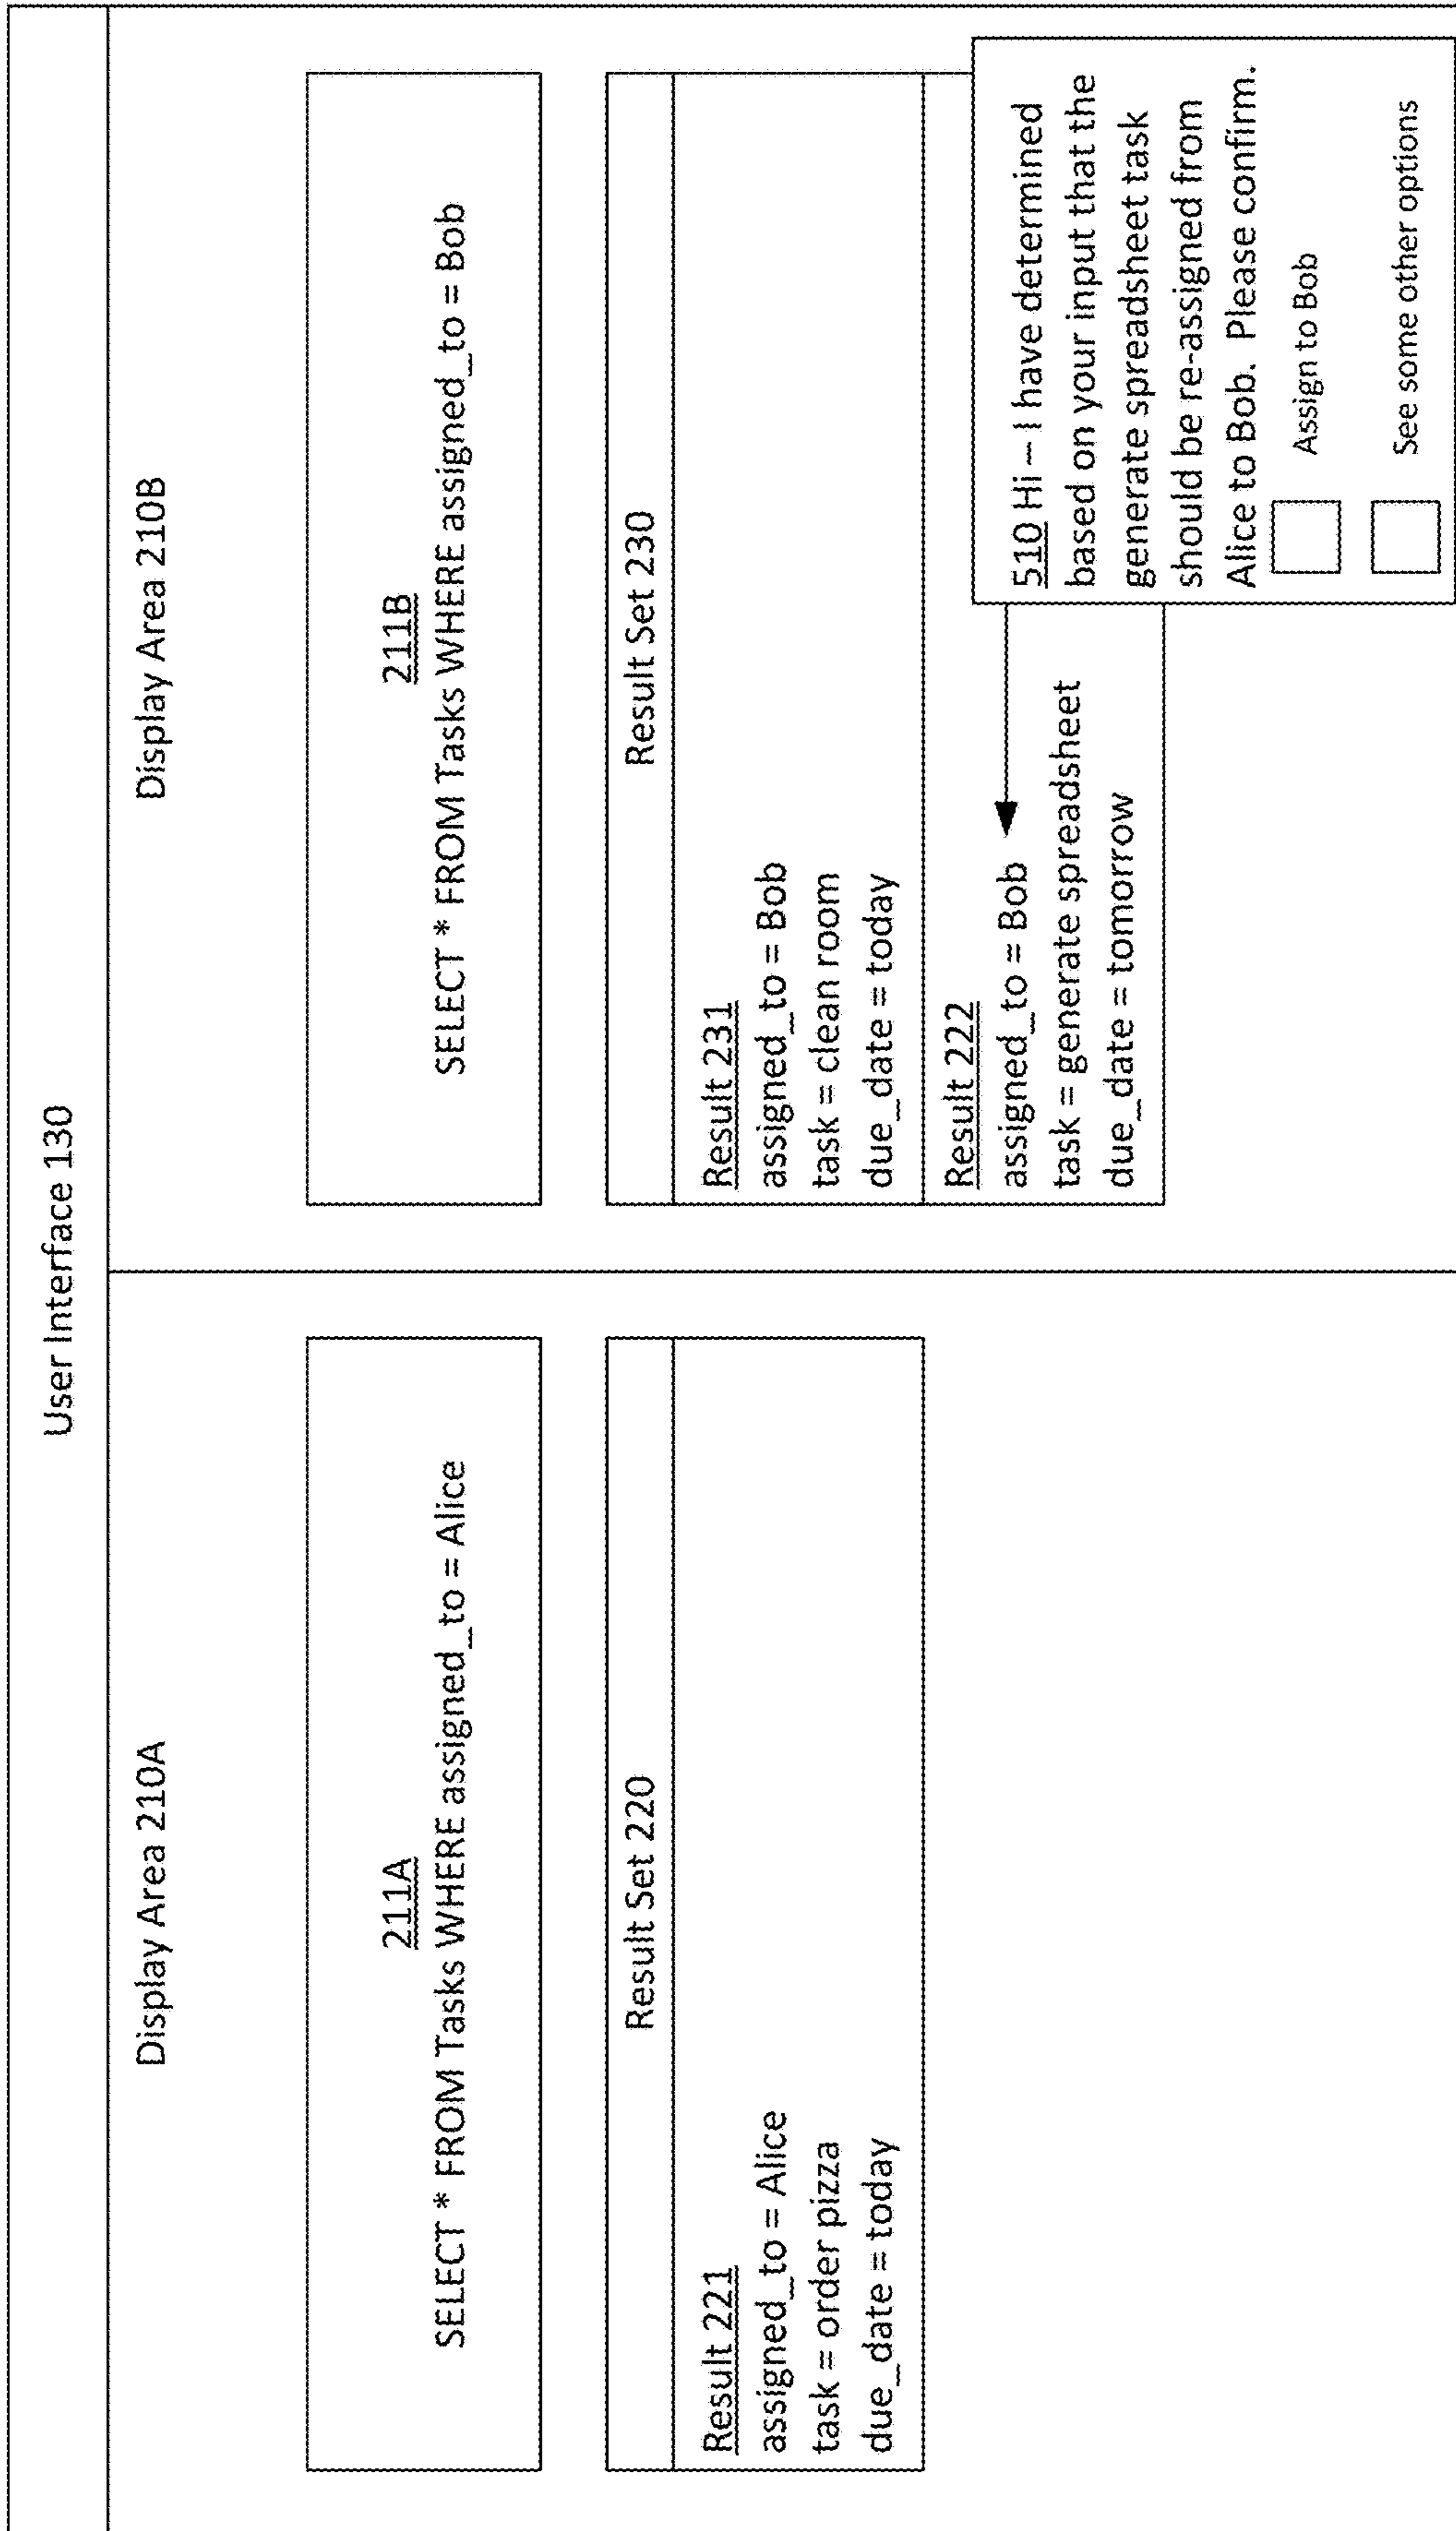 User Interface 130
Display Area 210A
211A
SELECT * FROM Tasks WHERE assigned_to = Alice
Result Set 220
Result 221
assigned_to = Alice
task = order pizza
due_date = today
Display Area 210B
211B
SELECT * FROM Tasks WHERE assigned_to = Bob
Result Set 230
Result 231
assigned_to = Bob
task = clean room
due_date = today
Result 222
assigned_to = Bob
task = generate spreadsheet
due_date = tomorrow
510 Hi – I have determined
based on your input that the
generate spreadsheet task
should be re-assigned from
Alice to Bob.  Please confirm.
Assign to Bob
See some other options